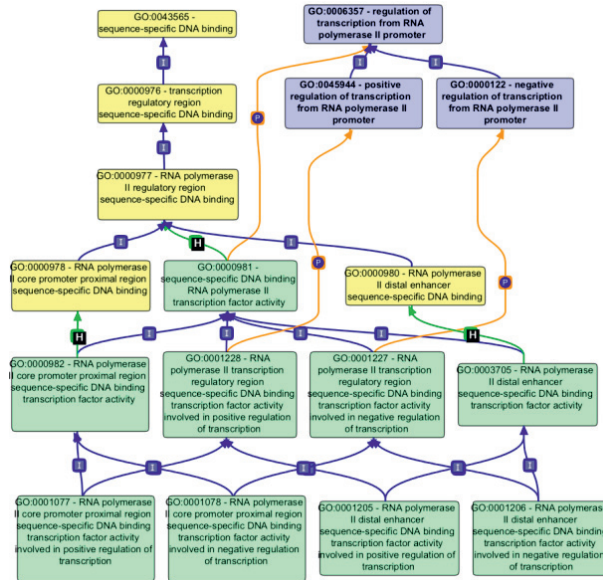 GO:0043565 -
sequence-specific DNA
binding
GO:0006357 - regulation of
transcription from RNA
polymerase II promoter
GO:0000976 - transcription
regulatory region
sequence-specific DNA
binding
GO:0045944 - positive
regulation of transcription
from RNA polymerase II
promoter
GO:0000122 - negative
regulation of transcription
from RNA polymerase II
promoter
GO:0000977 - RNA polymerase
II regulatory region
sequence-specific DNA
binding
GO:0000978 - RNA polymerase
II core promoter proximal region
sequence-specific DNA binding
GO:0000981 -
sequence-specific DNA binding
RNA polymerase II
transcription factor activity
GO:0000980 - RNA polymerase
II distal enhancer
sequence-specific DNA binding
GO:0000982 - RNA polymerase
II core promoter proximal region
sequence-specific DNA binding
transcription factor activity
GO:0001228 - RNA
polymerase II transcription
regulatory region
sequence-specific DNA binding
transcription factor activity
involved in positive regulation
of transcription
GO:0001227 - RNA
polymerase II transcription
regulatory region
sequence-specific DNA binding
transcription factor activity
involved in negative regulation
of transcription
GO:0003705 - RNA polymerase
II distal enhancer
sequence-specific DNA binding
transcription factor activity
GO:0001077 - RNA polymerase
II core promoter proximal region
sequence-specific DNA binding
transcription factor activity
involved in positive regulation of
transcription
GO:0001078 - RNA polymerase
II core promoter proximal region
sequence-specific DNA binding
transcription factor activity
involved in negative regulation of
transcription
GO:0001205 - RNA polymerase
II distal enhancer
sequence-specific DNA binding
transcription factor activity
involved in positive regulation of
transcription
GO:0001206 - RNA polymerase
II distal enhancer
sequence-specific DNA binding
transcription factor activity
involved in negative regulation of
transcription
I
I
I
I
P
I
H
I
I
P
P
H
I
I
I
I
H
I
I
I
I
I
I